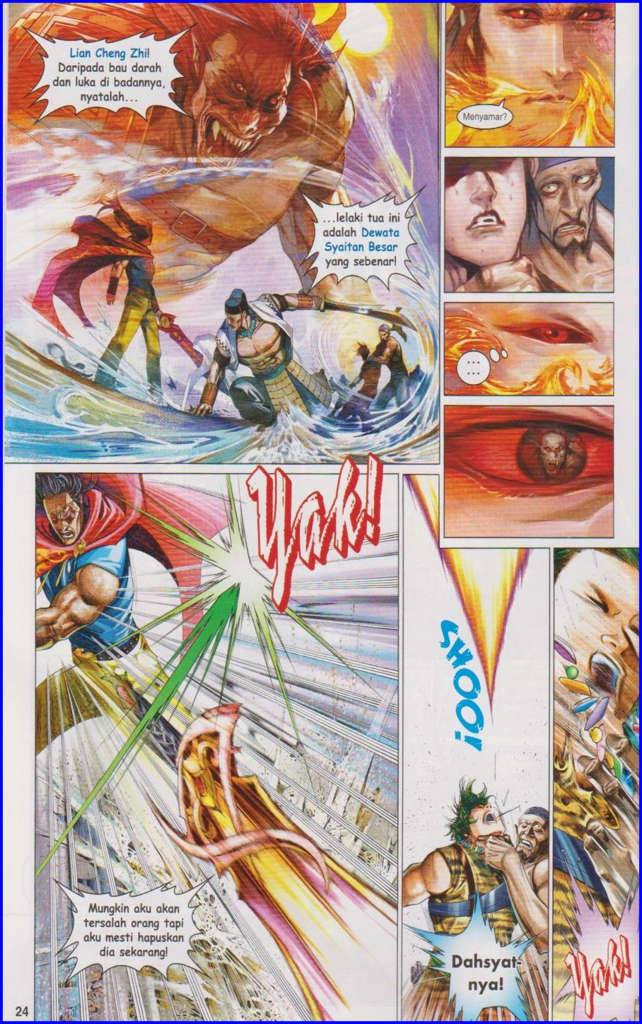 Lian Cheng Zhi!
Daripada bau darah
dan luka di badannya,
nyatalah...
...lelaki tua ini
adalah Dewata
Syaitan Besar
yang sebenar!
Menyamar?
...
...
Yak!
Mungkin aku akan
tersalah orang tapi
aku mesti hapuskan
dia sekarang!
SHOO!
Dahsyat-
nya!
Yak!
24